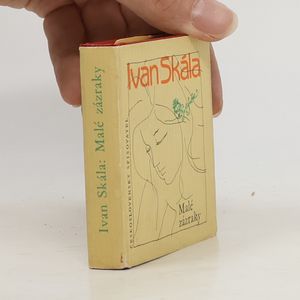 Ivan Skála: Malé zázraky
Ivan Skála
ČESKOSLOVENSKÝ SPISOVATEL
Malé
zázraky